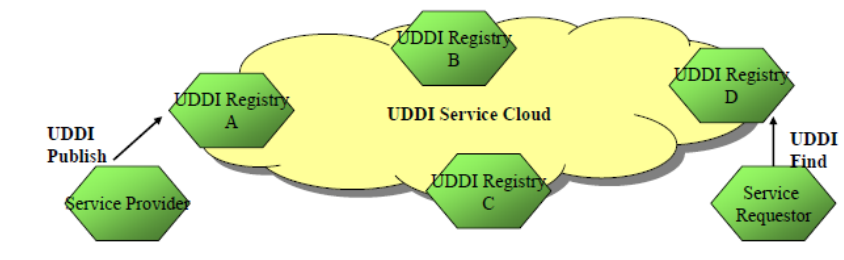 UDDI Registry
B
UDDI Registry
A
UDDI Registry
D
UDDI Service Cloud
UDDI
Publish
UDDI
Find
UDDI Registry
C
Service Provider
Service
Requestor